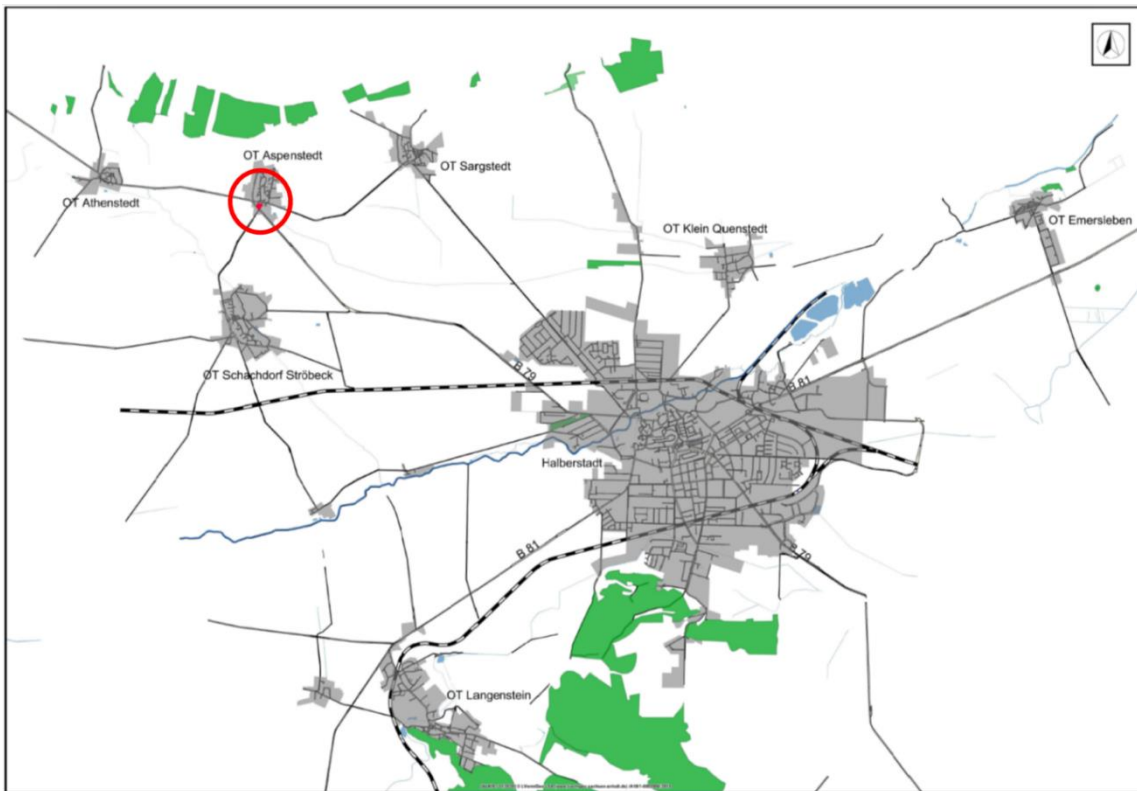 OT Aspenstedt
OT Sargstedt
OT Athenstedt
OT Emersleben
OT Klein Quenstedt
OT Schachdorf Ströbeck
B 79
B 81
Halberstadt
B 81
B 79
OT Langenstein